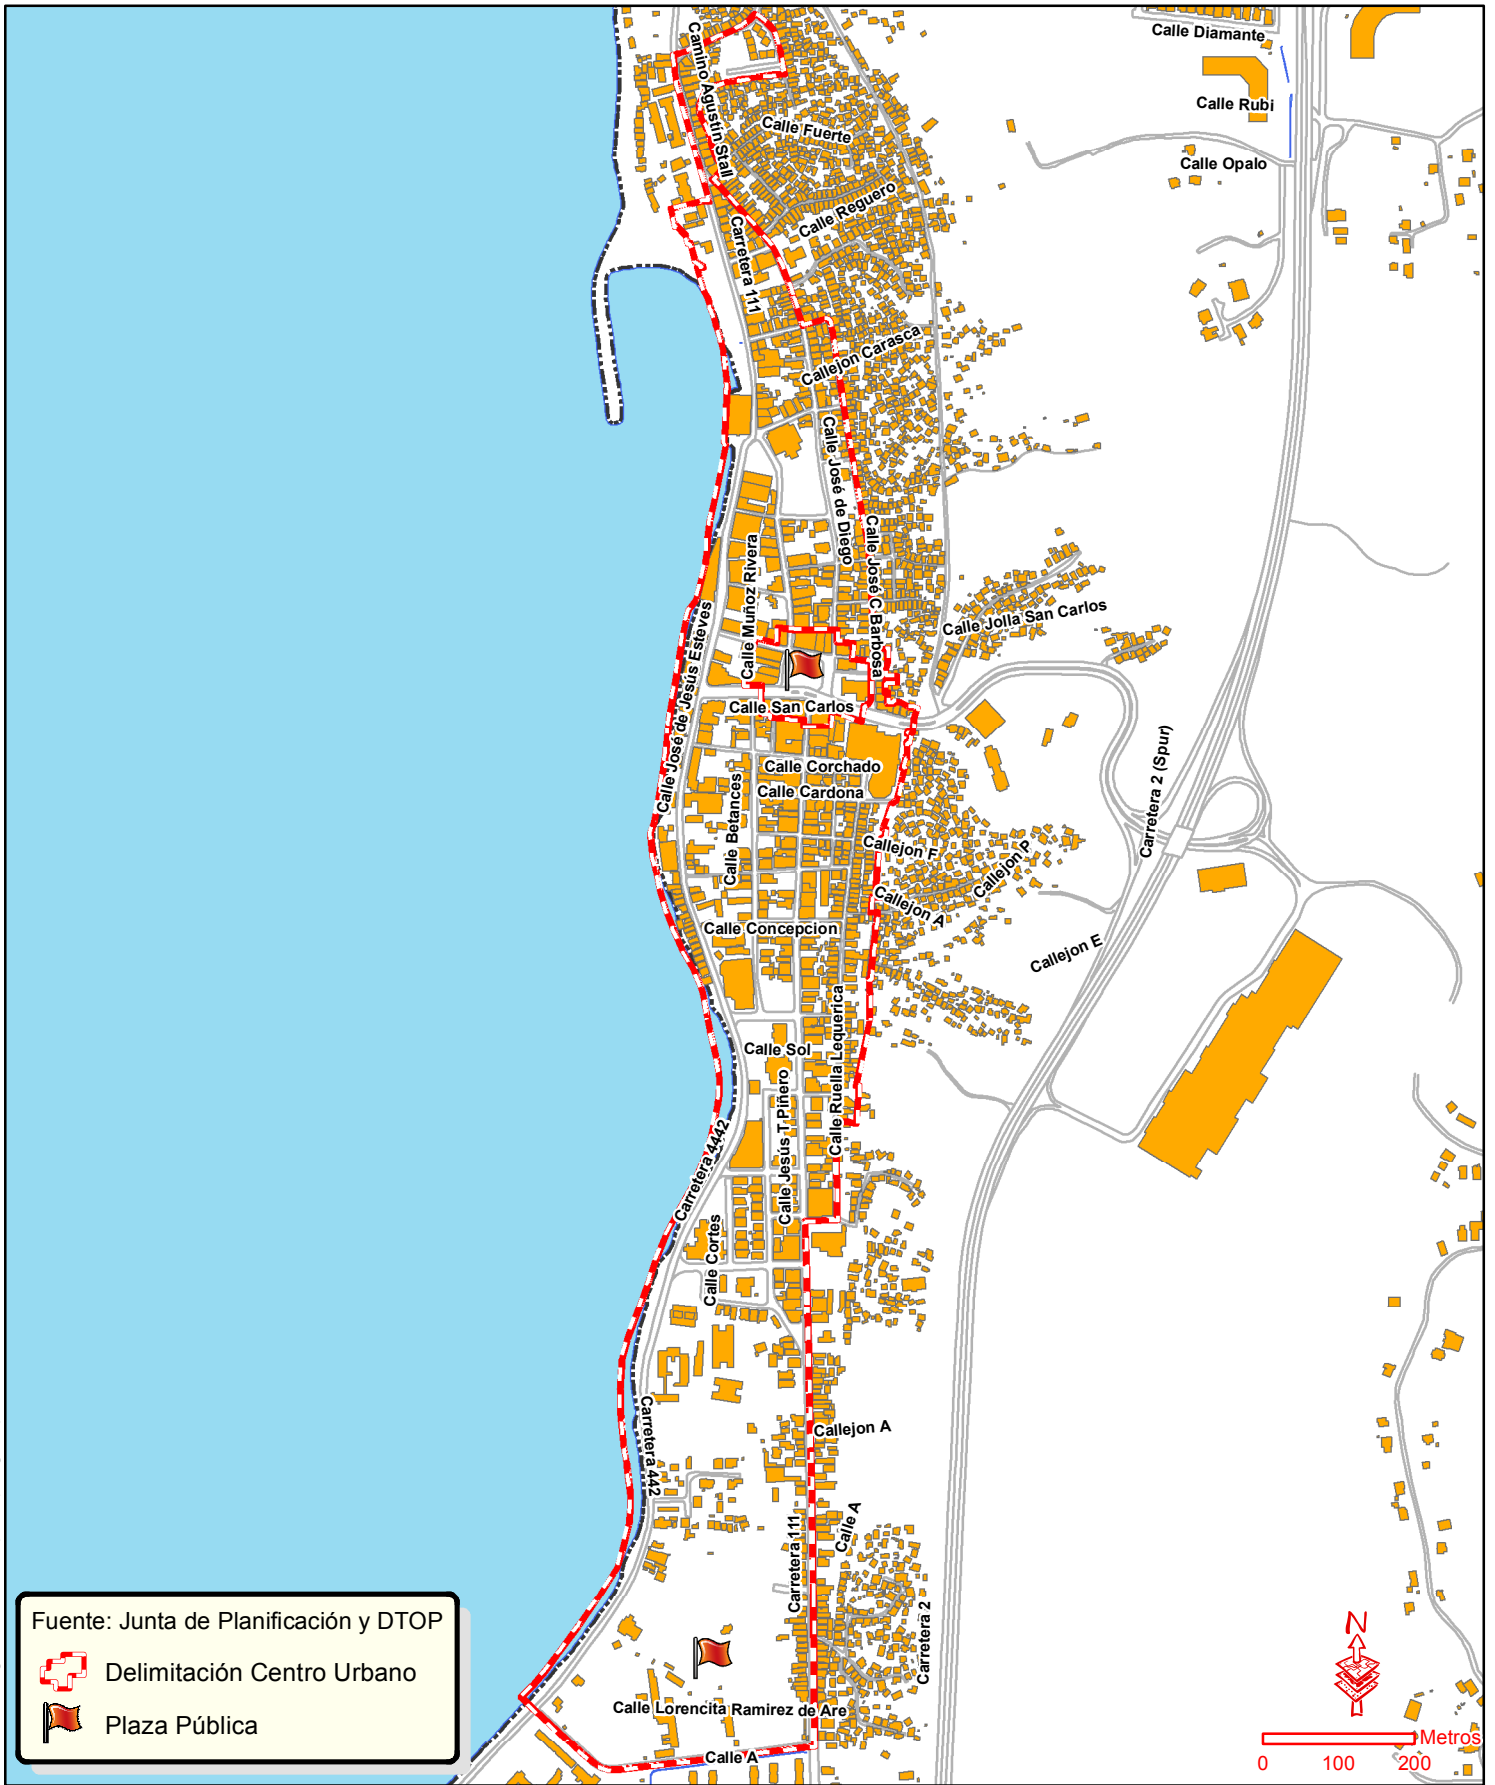 Calle Diamante
Camino Agustin Stall
Calle Rubi
Calle Fuerte
Calle Opalo
Calle Reguero
Carretera 111
Callejon Carasca
Calle José de Diego
Calle José C Barbosa
Calle Muñoz Rivera
Calle Jolla San Carlos
Calle José de Jesús Esteves
Calle San Carlos
Carretera 2 (Spur)
Calle Corchado
Calle Cardona
Calle Betances
Callejon F
Callejon P
Callejon A
Calle Concepcion
Callejon E
Calle Ruella Lequerica
Calle Sol
Calle Jesús T Piñero
Carretera 4442
Calle Cortes
Carretera 442
Callejon A
Calle A
Carretera 111
Carretera 2
Calle Lorencita Ramirez de Are
Calle A
Fuente: Junta de Planificación y DTOP
Delimitación Centro Urbano
Plaza Pública
N
Metros
0 100 200